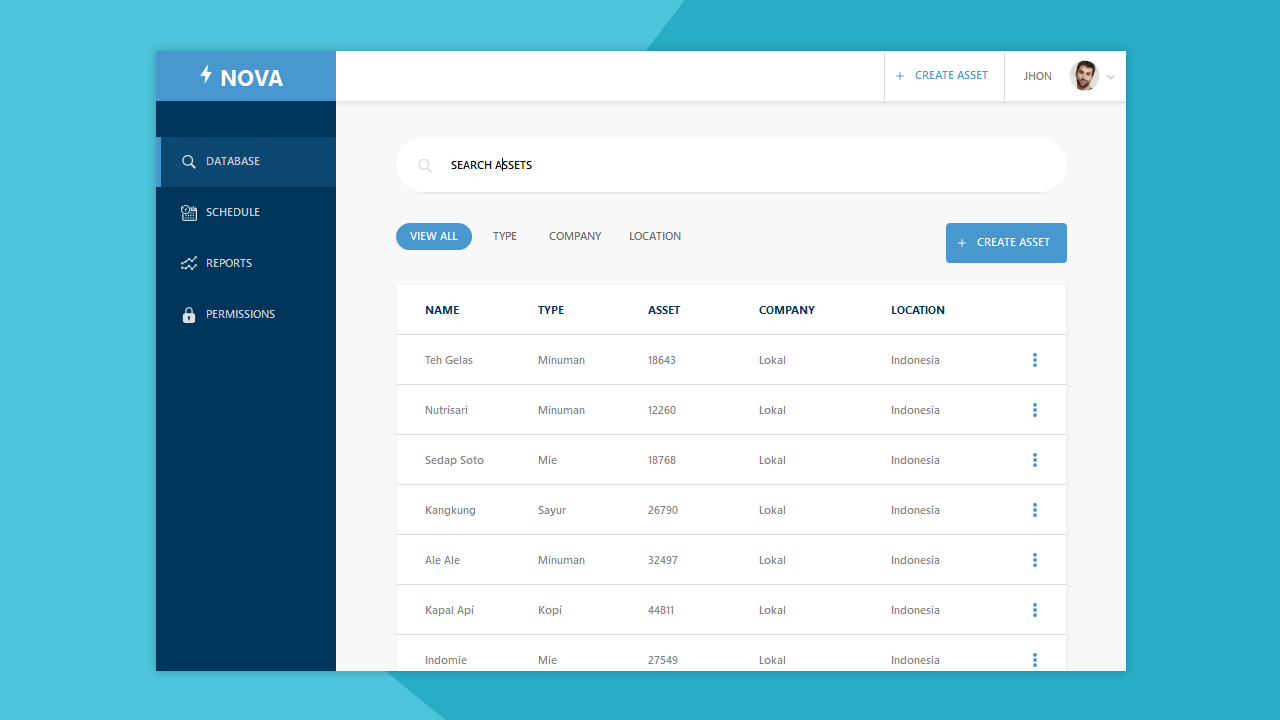 NOVA
CREATE ASSET
JHON
DATABASE
SCHEDULE
REPORTS
PERMISSIONS
SEARCH ASSETS
VIEW ALL TYPE COMPANY LOCATION
CREATE ASSET
NAME TYPE ASSET COMPANY LOCATION
Teh Gelas Minuman 18643 Lokal Indonesia
Nutrisari Minuman 12260 Lokal Indonesia
Sedap Soto Mie 18768 Lokal Indonesia
Kangkung Sayur 26790 Lokal Indonesia
Ale Ale Minuman 32497 Lokal Indonesia
Kapal Api Kopi 44811 Lokal Indonesia
Indomie Mie 27549 Lokal Indonesia